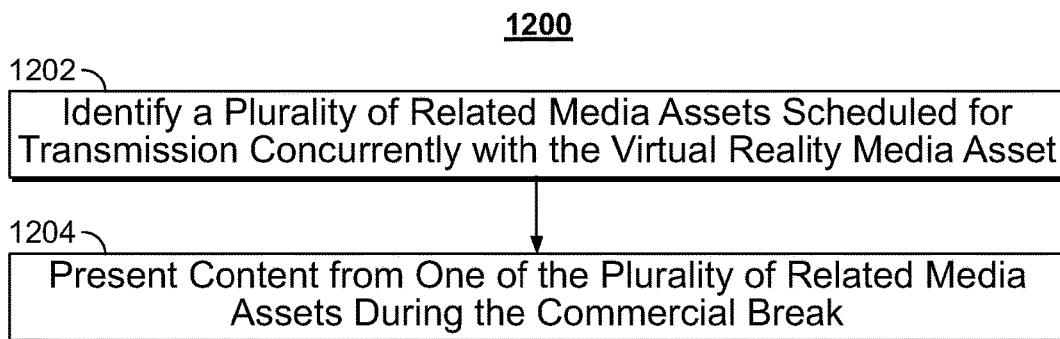 1200
1202
Identify a Plurality of Related Media Assets Scheduled for
Transmission Concurrently with the Virtual Reality Media Asset
1204
Present Content from One of the Plurality of Related Media
Assets During the Commercial Break